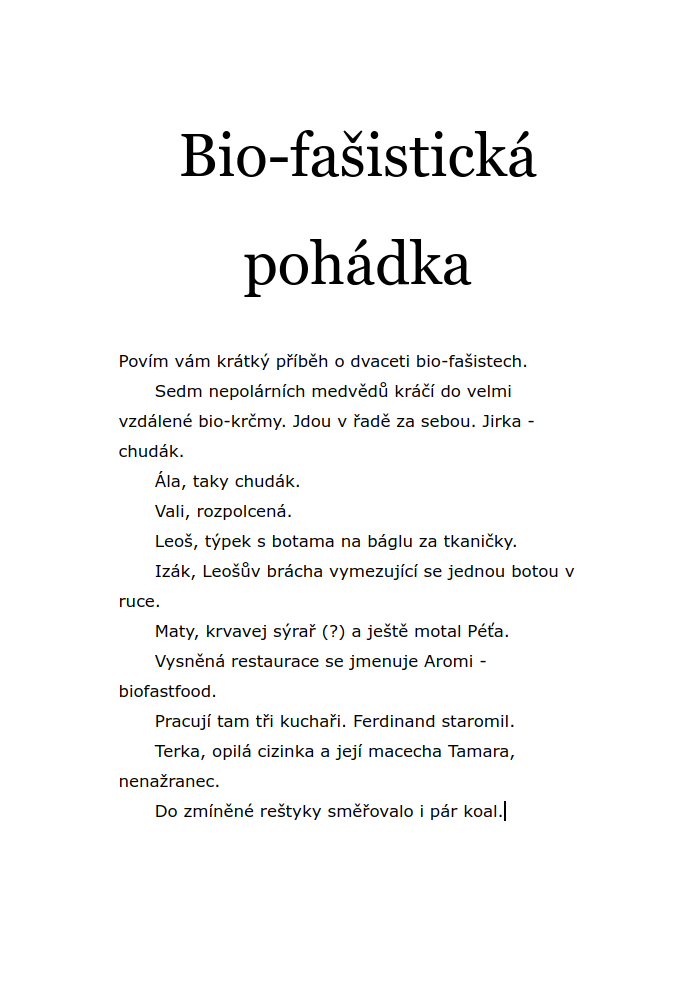 Bio-fašistická
pohádka
Povím vám krátký příběh o dvaceti bio-fašistech.
Sedm nepolárních medvědů kráčí do velmi
vzdálené bio-krčmy. Jdou v řadě za sebou. Jirka -
chudák.
Ála, taky chudák.
Vali, rozpolcená.
Leoš, týpek s botama na báglu za tkaničky.
Izák, Leošův brácha vymezující se jednou botou v
ruce.
Maty, krvavej sýrař (?) a ještě motal Péťa.
Vysněná restaurace se jmenuje Aromi -
biofastfood.
Pracují tam tři kuchaři. Ferdinand staromil.
Terka, opilá cizinka a její macecha Tamara,
nenažranec.
Do zmíněné reštyky směřovalo i pár koal.